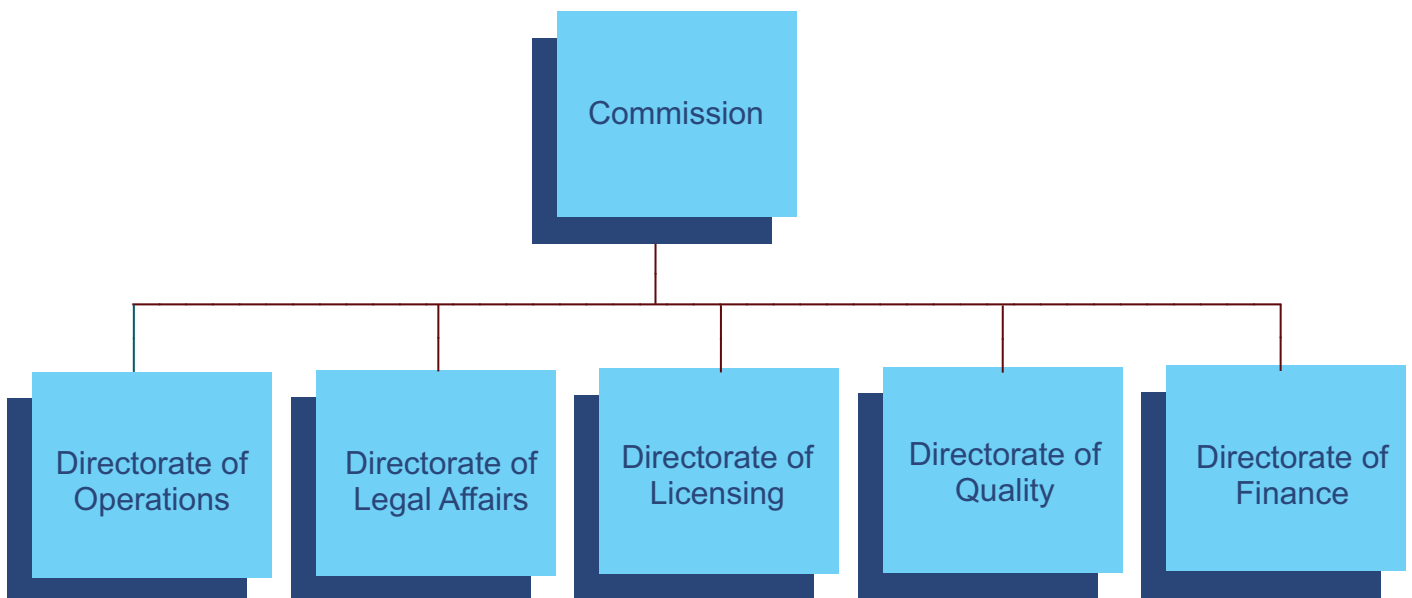 Commission
Directorate of
Operations
Directorate of
Legal Affairs
Directorate of
Licensing
Directorate of
Quality
Directorate of
Finance